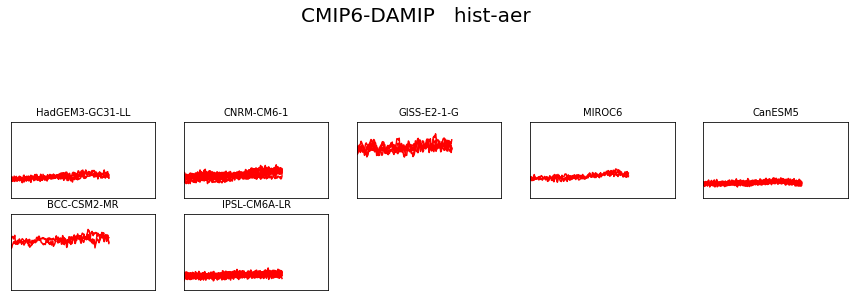 CMIP6-DAMIP   hist-aer
HadGEM3-GC31-LL
CNRM-CM6-1
GISS-E2-1-G
MIROC6
CanESM5
BCC-CSM2-MR
IPSL-CM6A-LR